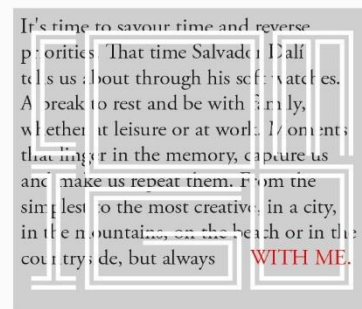 It's time to savour time and reverse
priorities. That time Salvador Dalí
tells us about through his soft watches.
A break to rest and be with family,
whether at leisure or at work. Moments
that linger in the memory, capture us
and make us repeat them. From the
simplest to the most creative, in a city,
in the mountains, on the beach or in the
countryside, but always WITH ME.